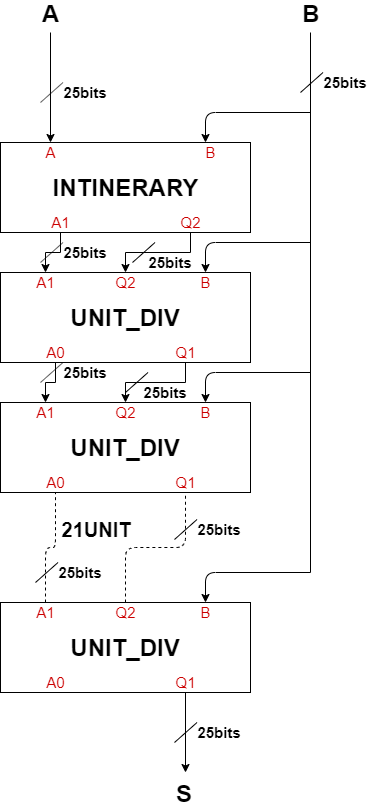 A B
25bits 25bits
A B
INTINERARY
A1 Q2
25bits 25bits
A1 Q2 B
UNIT_DIV
A0 Q1
25bits 25bits
A1 Q2 B
UNIT_DIV
A0 Q1
21UNIT 25bits
25bits
A1 Q2 B
UNIT_DIV
A0 Q1
25bits
S